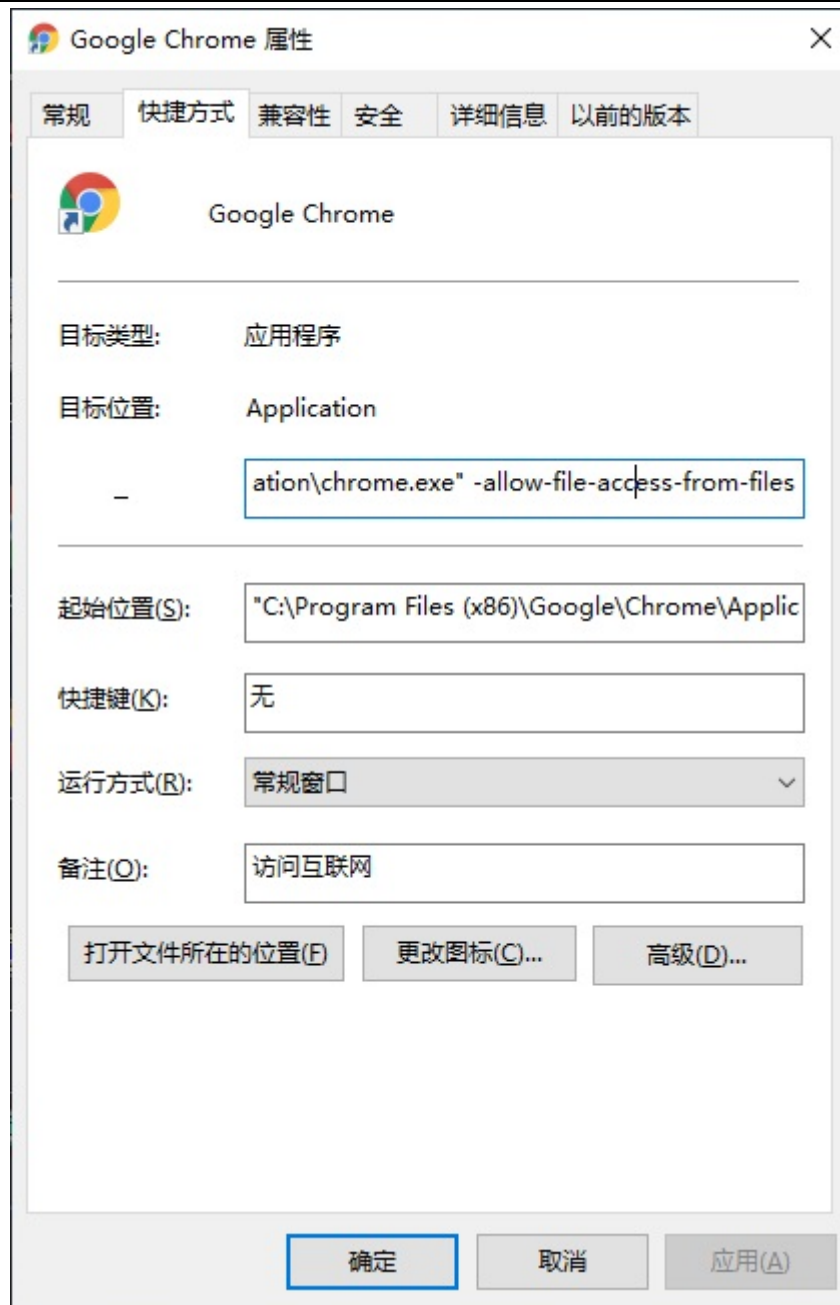 Google Chrome 属性
常规 快捷方式 兼容性 安全 详细信息 以前的版本
Google Chrome
目标类型: 应用程序
目标位置: Application
_ ation\chrome.exe" -allow-file-access-from-files
起始位置(S): "C:\Program Files (x86)\Google\Chrome\Applic
快捷键(K): 无
运行方式(R): 常规窗口
备注(O): 访问互联网
打开文件所在的位置(F) 更改图标(C)... 高级(D)...
确定 取消 应用(A)